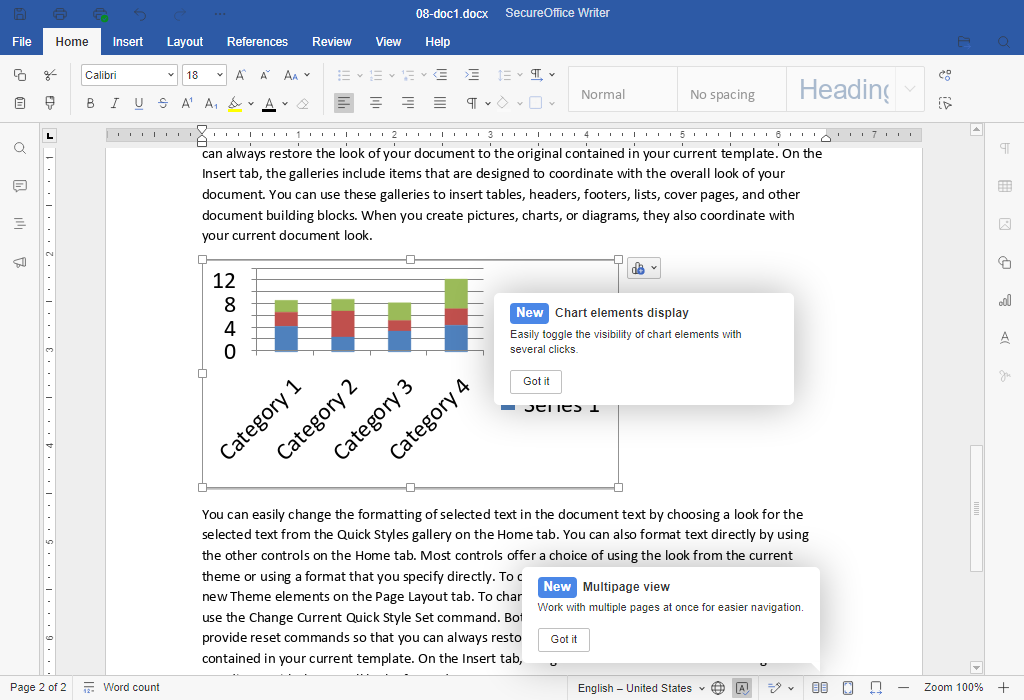 08-doc1.docx SecureOffice Writer
File Home Insert Layout References Review View Help
Calibri 18
Normal No spacing Heading
1 1 2 3 4 5 6 7
can always restore the look of your document to the original contained in your current template. On the
Insert tab, the galleries include items that are designed to coordinate with the overall look of your
document. You can use these galleries to insert tables, headers, footers, lists, cover pages, and other
document building blocks. When you create pictures, charts, or diagrams, they also coordinate with
your current document look.
12
8
4
0
Category 1 Category 2 Category 3 Category 4
Series 1
New Chart elements display
Easily toggle the visibility of chart elements with
several clicks.
Got it
You can easily change the formatting of selected text in the document text by choosing a look for the
selected text from the Quick Styles gallery on the Home tab. You can also format text directly by using
the other controls on the Home tab. Most controls offer a choice of using the look from the current
theme or using a format that you specify directly. To
new Theme elements on the Page Layout tab. To
use the Change Current Quick Style Set command.
provide reset commands so that you can always
contained in your current template. On the Insert tab,
New Multipage view
Work with multiple pages at once for easier navigation.
Got it
Page 2 of 2 Word count English – United States Zoom 100%